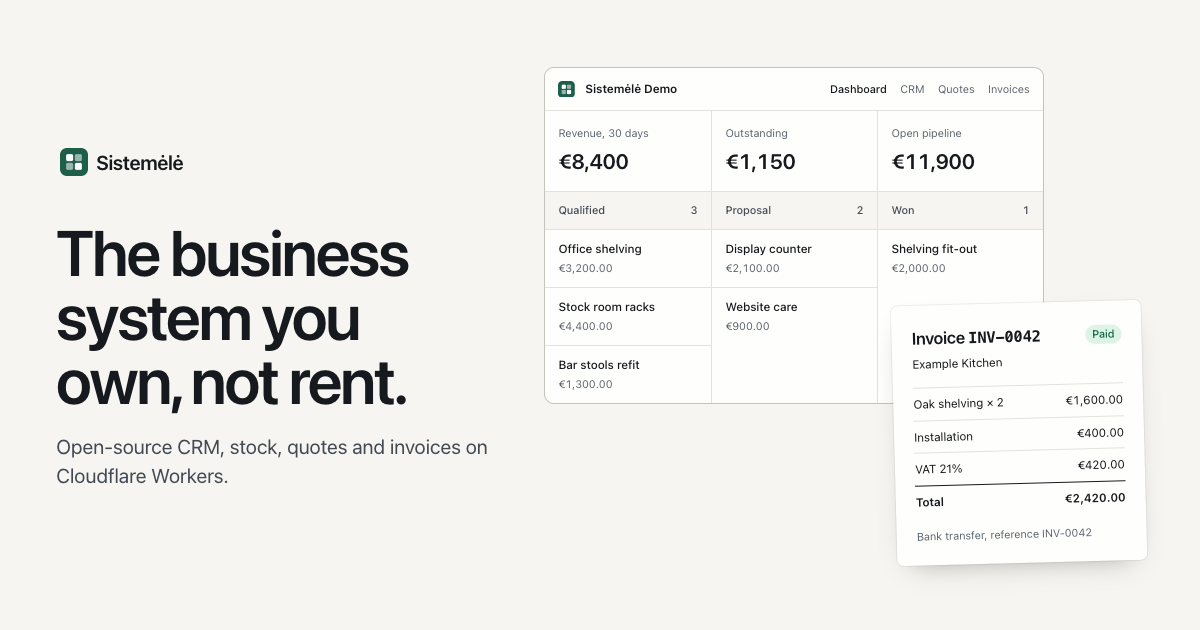 Sistemėlė
The business
system you
own, not rent.
Open-source CRM, stock, quotes and invoices on
Cloudflare Workers.
Sistemėlė Demo
Dashboard CRM Quotes Invoices
Revenue, 30 days
€8,400
Outstanding
€1,150
Open pipeline
€11,900
Qualified 3
Office shelving
€3,200.00
Stock room racks
€4,400.00
Bar stools refit
€1,300.00
Proposal 2
Display counter
€2,100.00
Website care
€900.00
Won 1
Shelving fit-out
€2,000.00
Invoice INV-0042 Paid
Example Kitchen
Oak shelving × 2 €1,600.00
Installation €400.00
VAT 21% €420.00
Total €2,420.00
Bank transfer, reference INV-0042